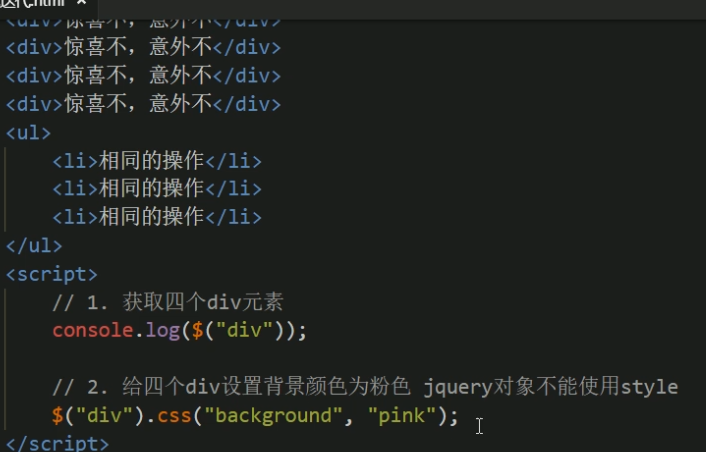 迭代.html ×
<div>惊喜不，意外不</div>
<div>惊喜不，意外不</div>
<div>惊喜不，意外不</div>
<div>惊喜不，意外不</div>
<ul>
<li>相同的操作</li>
<li>相同的操作</li>
<li>相同的操作</li>
</ul>
<script>
// 1. 获取四个div元素
console.log($("div"));
// 2. 给四个div设置背景颜色为粉色 jquery对象不能使用style
$("div").css("background", "pink");
</script>